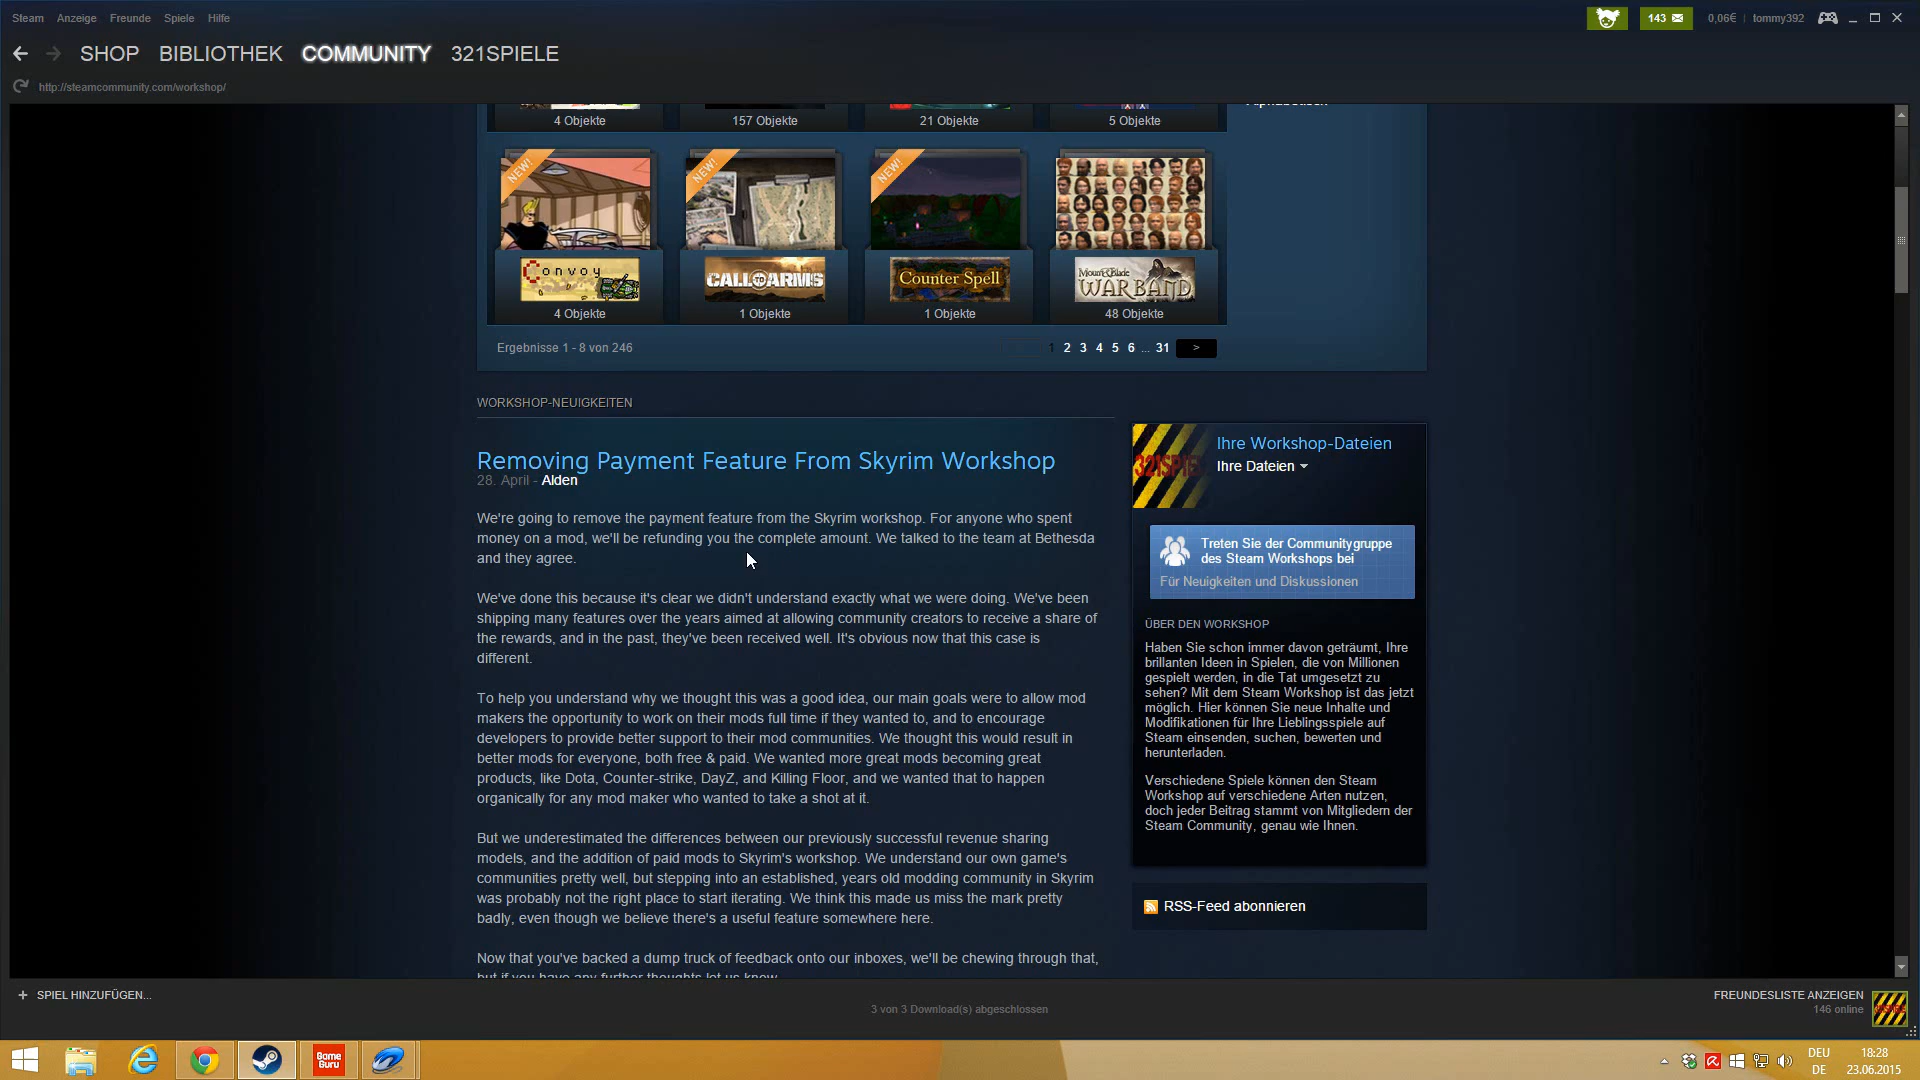 Steam Anzeige Freunde Spiele Hilfe
143
0,06€ | tommy392
SHOP BIBLIOTHEK COMMUNITY 321SPIELE
http://steamcommunity.com/workshop/
4 Objekte
157 Objekte
21 Objekte
5 Objekte
NEW!
NEW!
NEW!
Convoy
CALL TO ARMS
Counter Spell
Mount&Blade
WARBAND
4 Objekte
1 Objekte
1 Objekte
48 Objekte
Ergebnisse 1 - 8 von 246
1 2 3 4 5 6 ... 31 >
WORKSHOP-NEUIGKEITEN
Removing Payment Feature From Skyrim Workshop
28. April - Alden
We're going to remove the payment feature from the Skyrim workshop. For anyone who spent
money on a mod, we'll be refunding you the complete amount. We talked to the team at Bethesda
and they agree.
We've done this because it's clear we didn't understand exactly what we were doing. We've been
shipping many features over the years aimed at allowing community creators to receive a share of
the rewards, and in the past, they've been received well. It's obvious now that this case is
different.
To help you understand why we thought this was a good idea, our main goals were to allow mod
makers the opportunity to work on their mods full time if they wanted to, and to encourage
developers to provide better support to their mod communities. We thought this would result in
better mods for everyone, both free & paid. We wanted more great mods becoming great
products, like Dota, Counter-strike, DayZ, and Killing Floor, and we wanted that to happen
organically for any mod maker who wanted to take a shot at it.
But we underestimated the differences between our previously successful revenue sharing
models, and the addition of paid mods to Skyrim's workshop. We understand our own game's
communities pretty well, but stepping into an established, years old modding community in Skyrim
was probably not the right place to start iterating. We think this made us miss the mark pretty
badly, even though we believe there's a useful feature somewhere here.
Now that you've backed a dump truck of feedback onto our inboxes, we'll be chewing through that,
but if you have any further thoughts let us know.
321SPIE
Ihre Workshop-Dateien
Ihre Dateien
Treten Sie der Communitygruppe
des Steam Workshops bei
Für Neuigkeiten und Diskussionen
ÜBER DEN WORKSHOP
Haben Sie schon immer davon geträumt, Ihre
brillanten Ideen in Spielen, die von Millionen
gespielt werden, in die Tat umgesetzt zu
sehen? Mit dem Steam Workshop ist das jetzt
möglich. Hier können Sie neue Inhalte und
Modifikationen für Ihre Lieblingsspiele auf
Steam einsenden, suchen, bewerten und
herunterladen.
Verschiedene Spiele können den Steam
Workshop auf verschiedene Arten nutzen,
doch jeder Beitrag stammt von Mitgliedern der
Steam Community, genau wie Ihnen.
RSS-Feed abonnieren
+ SPIEL HINZUFÜGEN...
3 von 3 Download(s) abgeschlossen
FREUNDESLISTE ANZEIGEN
146 online
Game
Guru
DEU
DE
18:28
23.06.2015